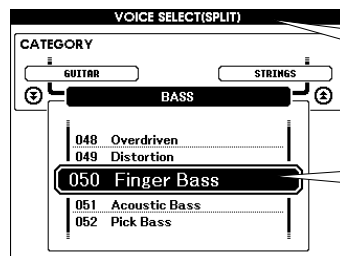 VOICE SELECT(SPLIT)
CATEGORY
GUITAR
STRINGS
BASS
048 Overdriven
049 Distortion
050 Finger Bass
051 Acoustic Bass
052 Pick Bass